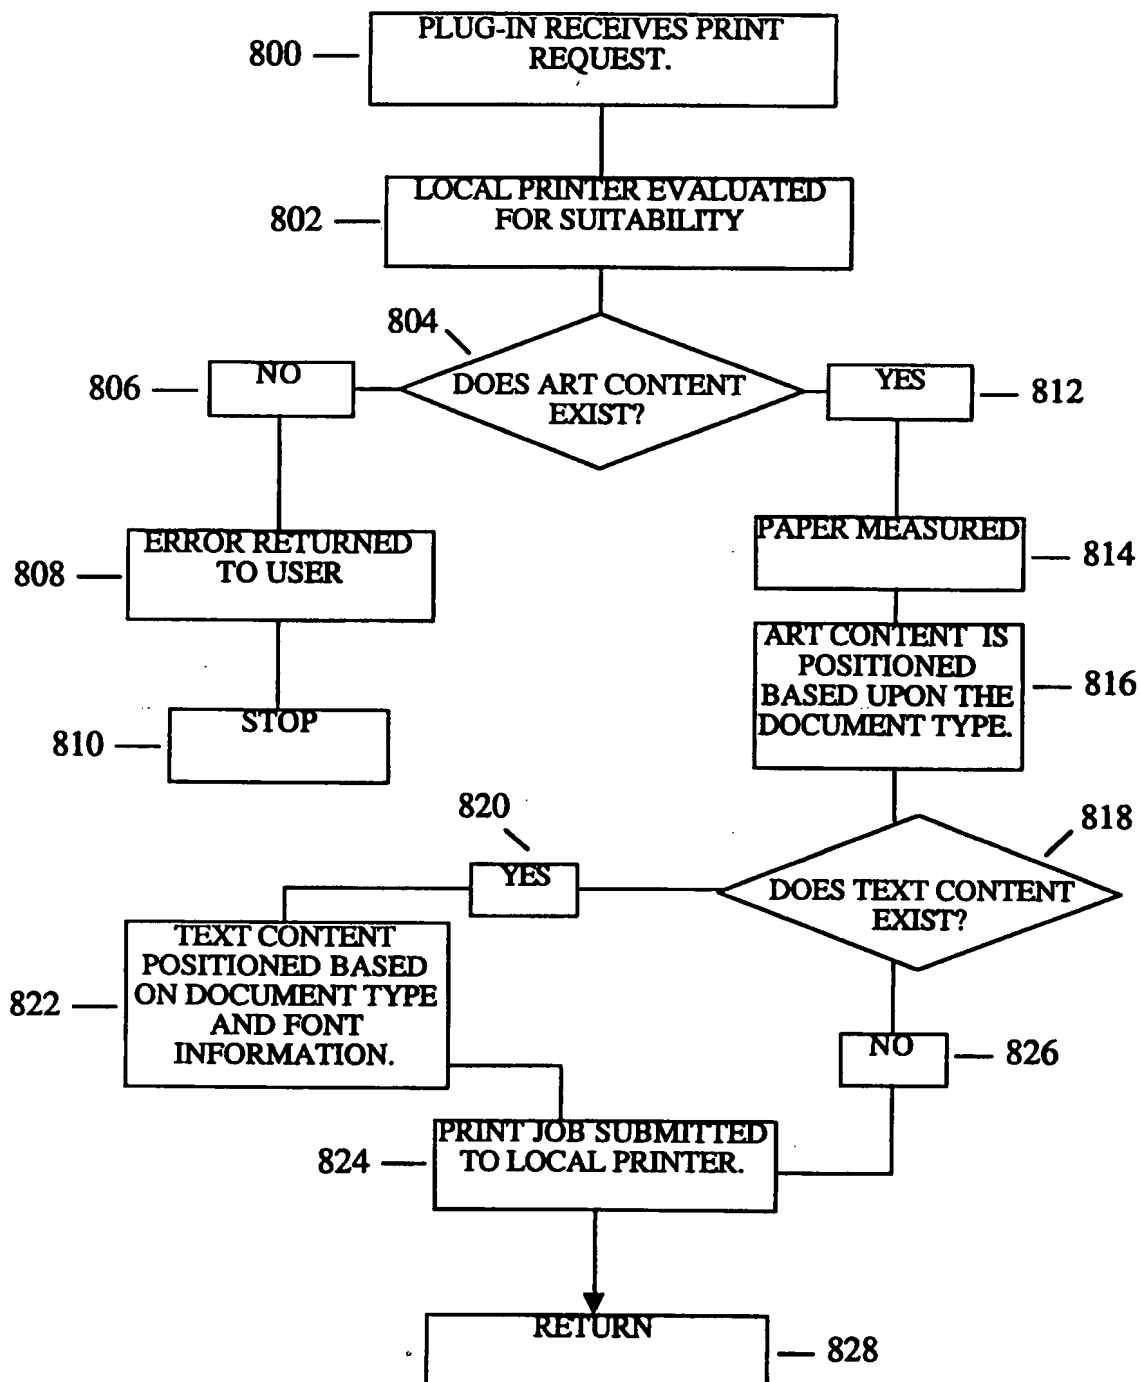 PLUG-IN RECEIVES PRINT
REQUEST.
800
LOCAL PRINTER EVALUATED
FOR SUITABILITY
802
804
DOES ART CONTENT
EXIST?
806
NO
YES
812
ERROR RETURNED
TO USER
808
PAPER MEASURED
814
ART CONTENT IS
POSITIONED
BASED UPON THE
DOCUMENT TYPE.
816
STOP
810
820
YES
818
DOES TEXT CONTENT
EXIST?
TEXT CONTENT
POSITIONED BASED
ON DOCUMENT TYPE
AND FONT
INFORMATION.
822
NO
826
PRINT JOB SUBMITTED
TO LOCAL PRINTER.
824
RETURN
828